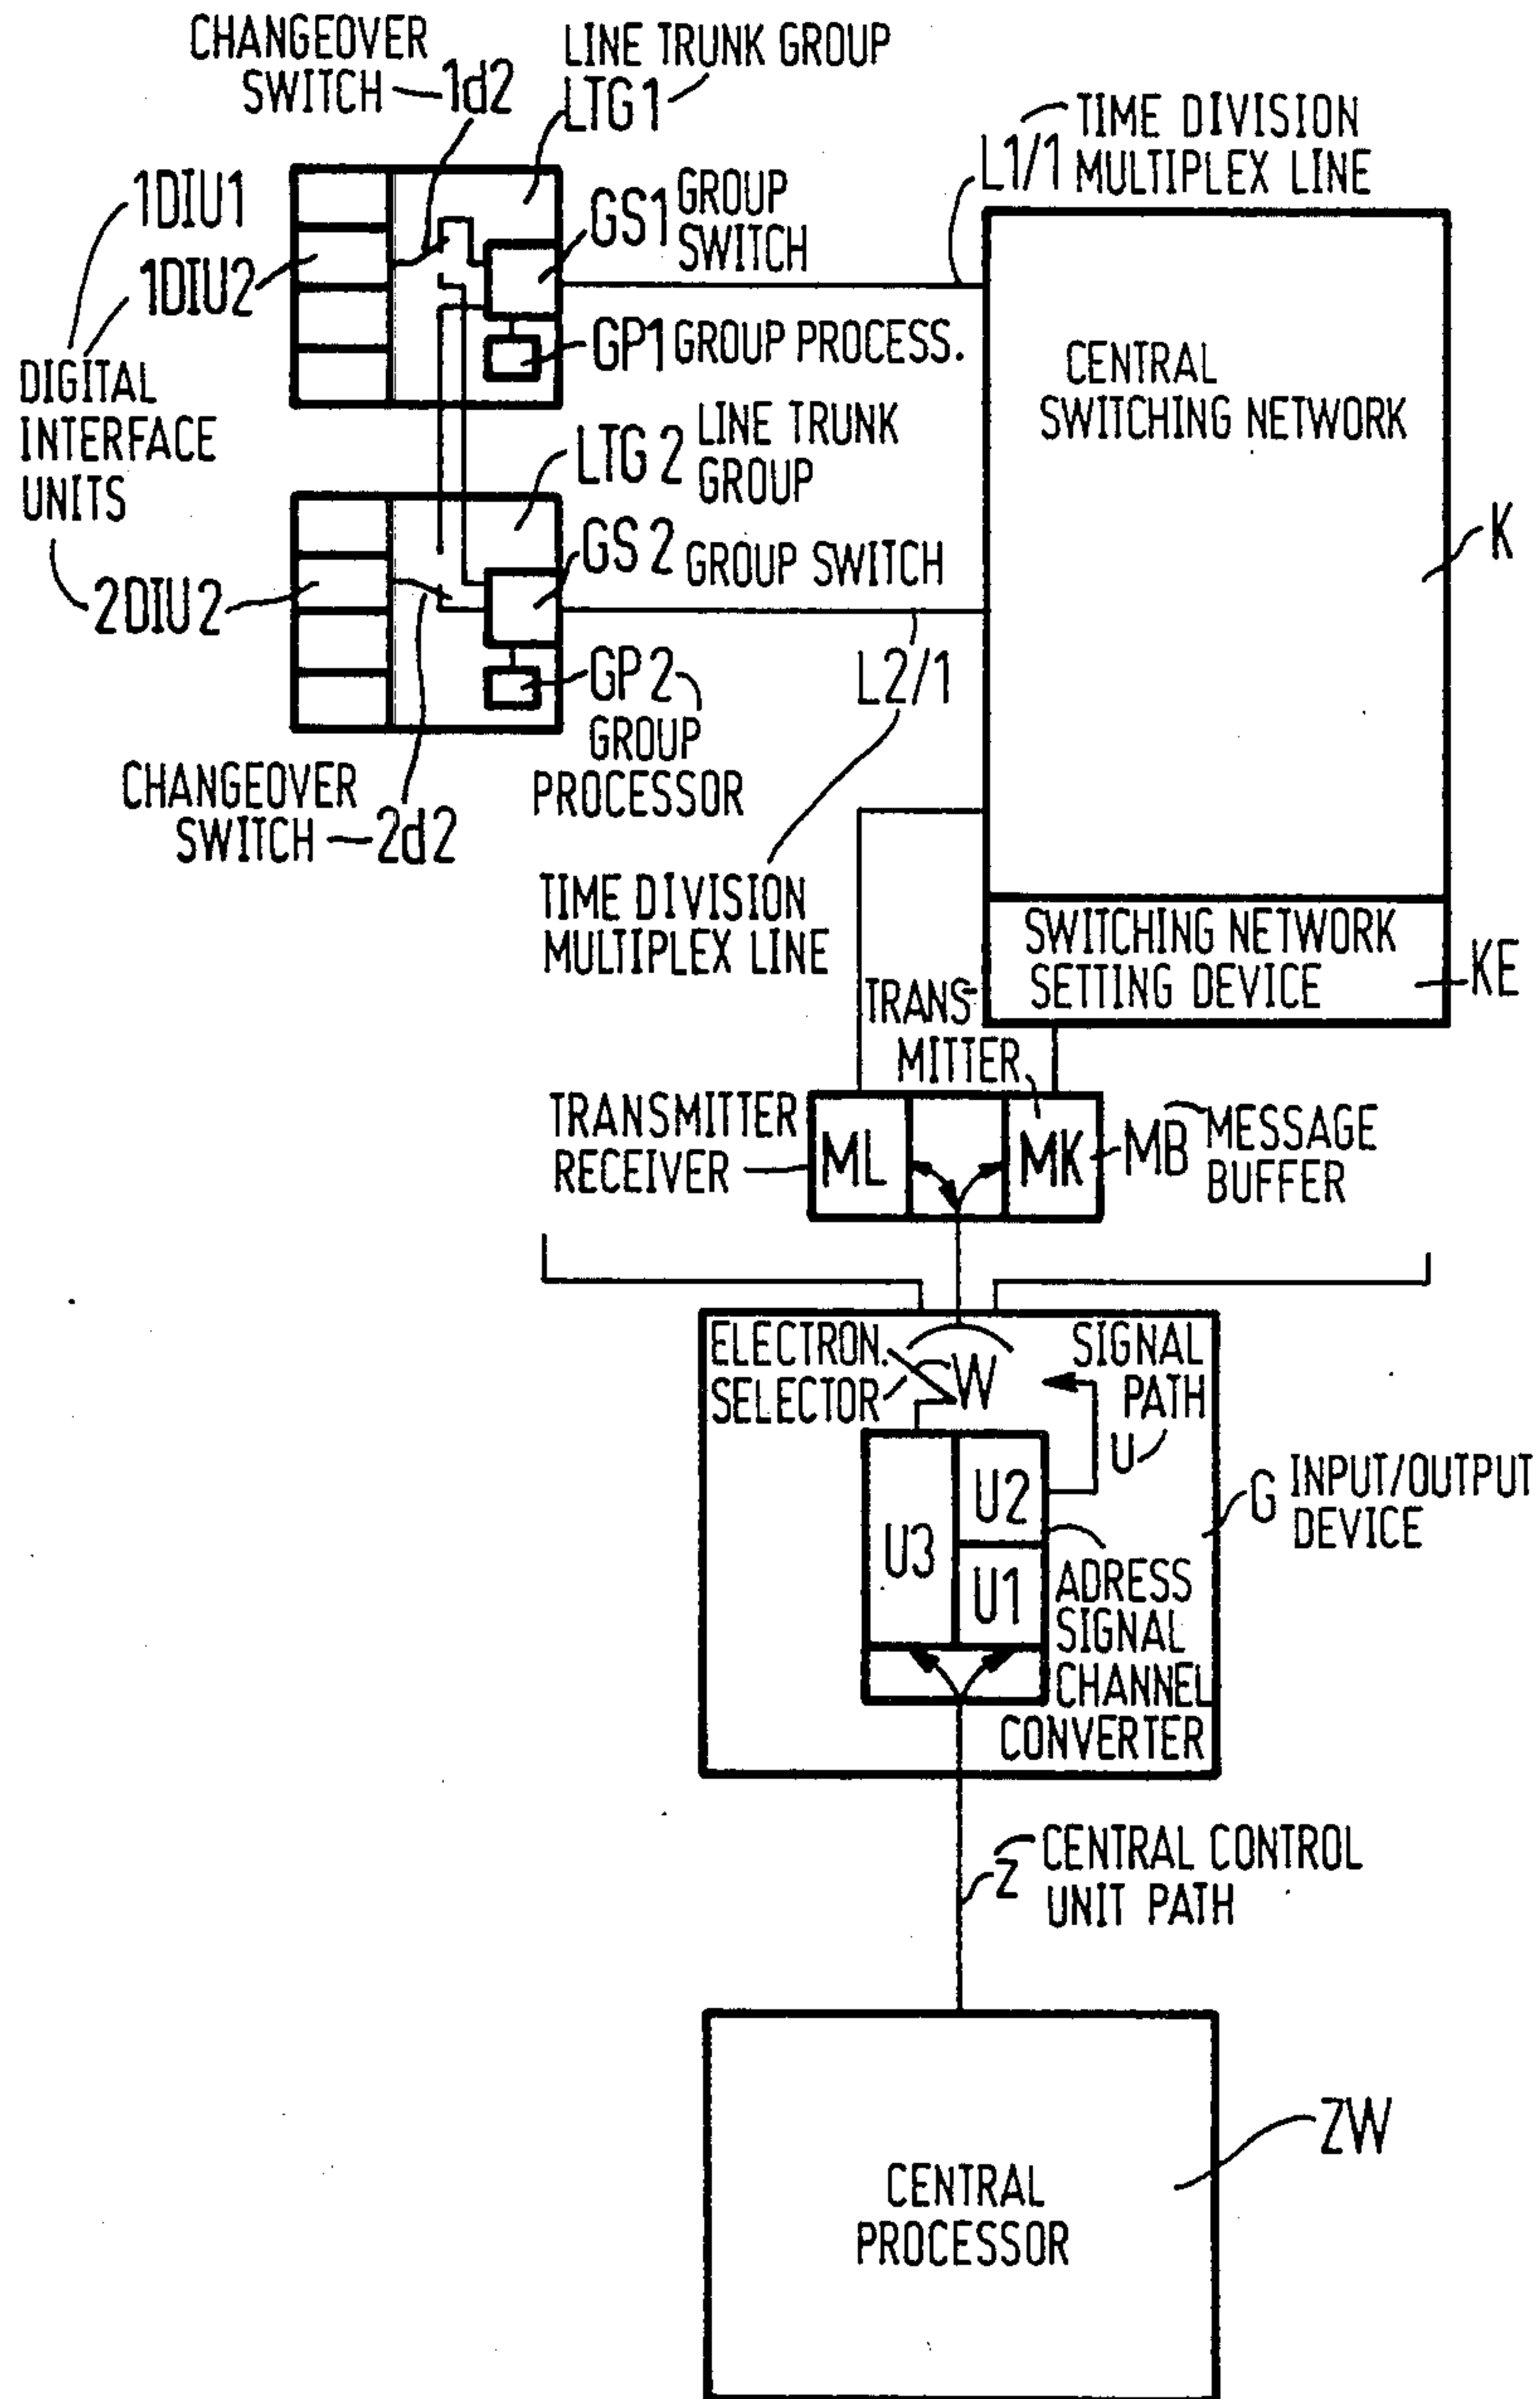 CHANGEOVER
SWITCH
1d2
LINE TRUNK GROUP
LTG1
L1/1
TIME DIVISION
MULTIPLEX LINE
1DIU1
GS1
GROUP
SWITCH
1DIU2
GP1 GROUP PROCESS.
DIGITAL
INTERFACE
UNITS
CENTRAL
SWITCHING NETWORK
LTG 2
LINE TRUNK
GROUP
K
GS 2
GROUP SWITCH
2DIU2
GP 2
GROUP
PROCESSOR
L2/1
CHANGEOVER
SWITCH
2d2
TIME DIVISION
MULTIPLEX LINE
SWITCHING NETWORK
SETTING DEVICE
KE
TRANS-
MITTER
TRANSMITTER
RECEIVER
ML
MK
MB
MESSAGE
BUFFER
ELECTRON.
SELECTOR
W
SIGNAL
PATH
U
U3
U2
U1
G
INPUT/OUTPUT
DEVICE
ADRESS
SIGNAL
CHANNEL
CONVERTER
Z
CENTRAL CONTROL
UNIT PATH
ZW
CENTRAL
PROCESSOR